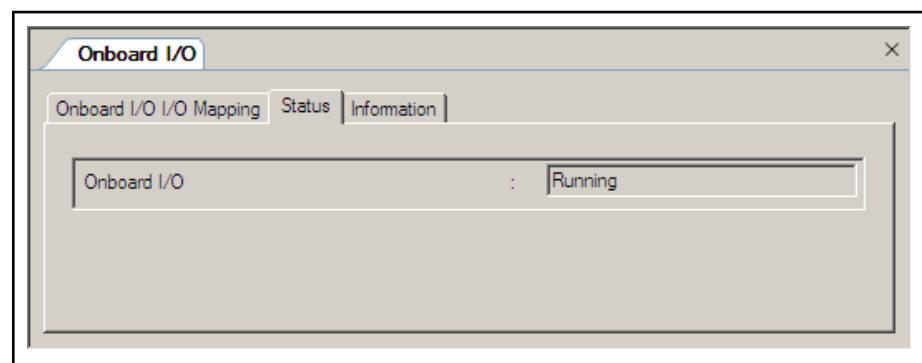 Onboard I/O
Onboard I/O I/O Mapping Status Information
Onboard I/O : Running